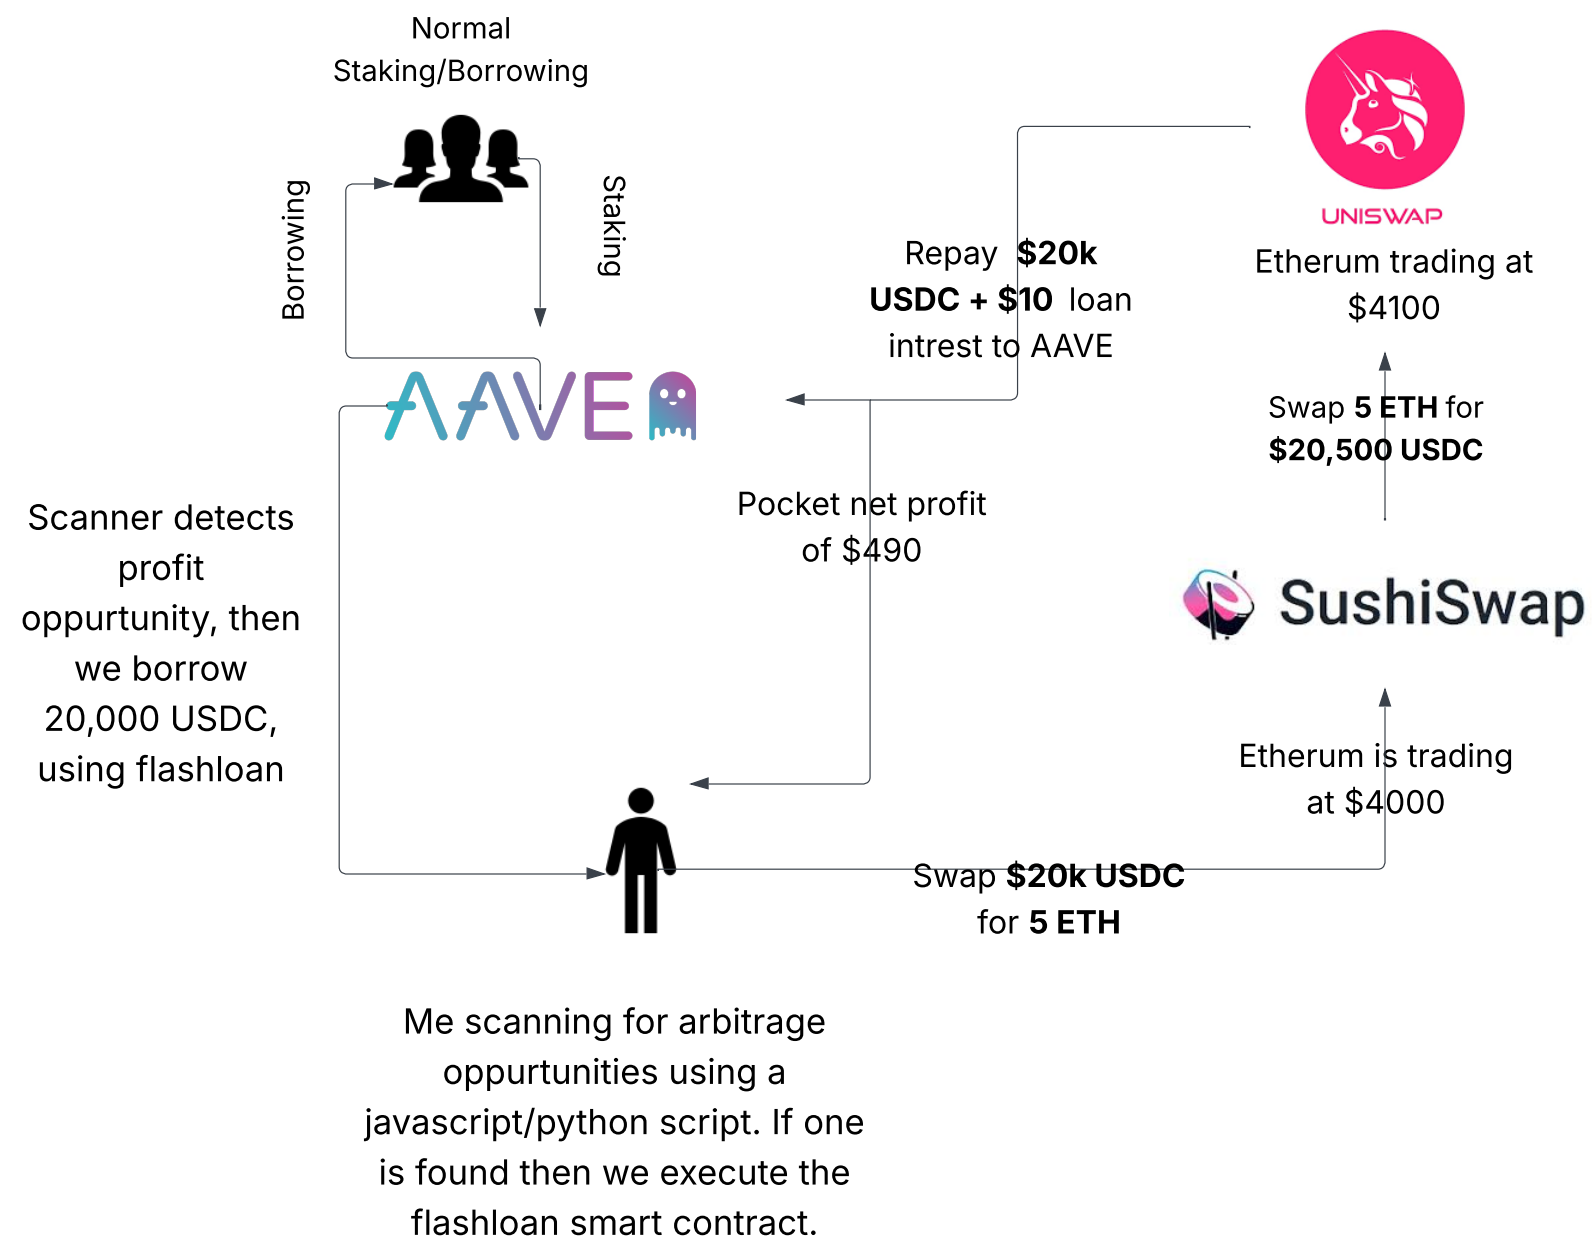 Normal
Staking/Borrowing
Borrowing
Staking
AAVE
UNISWAP
Etherum trading at
$4100
Repay $20k
USDC + $10 loan
intrest to AAVE
Swap 5 ETH for
$20,500 USDC
Pocket net profit
of $490
Scanner detects
profit
oppurtunity, then
we borrow
20,000 USDC,
using flashloan
SushiSwap
Etherum is trading
at $4000
Swap $20k USDC
for 5 ETH
Me scanning for arbitrage
oppurtunities using a
javascript/python script. If one
is found then we execute the
flashloan smart contract.